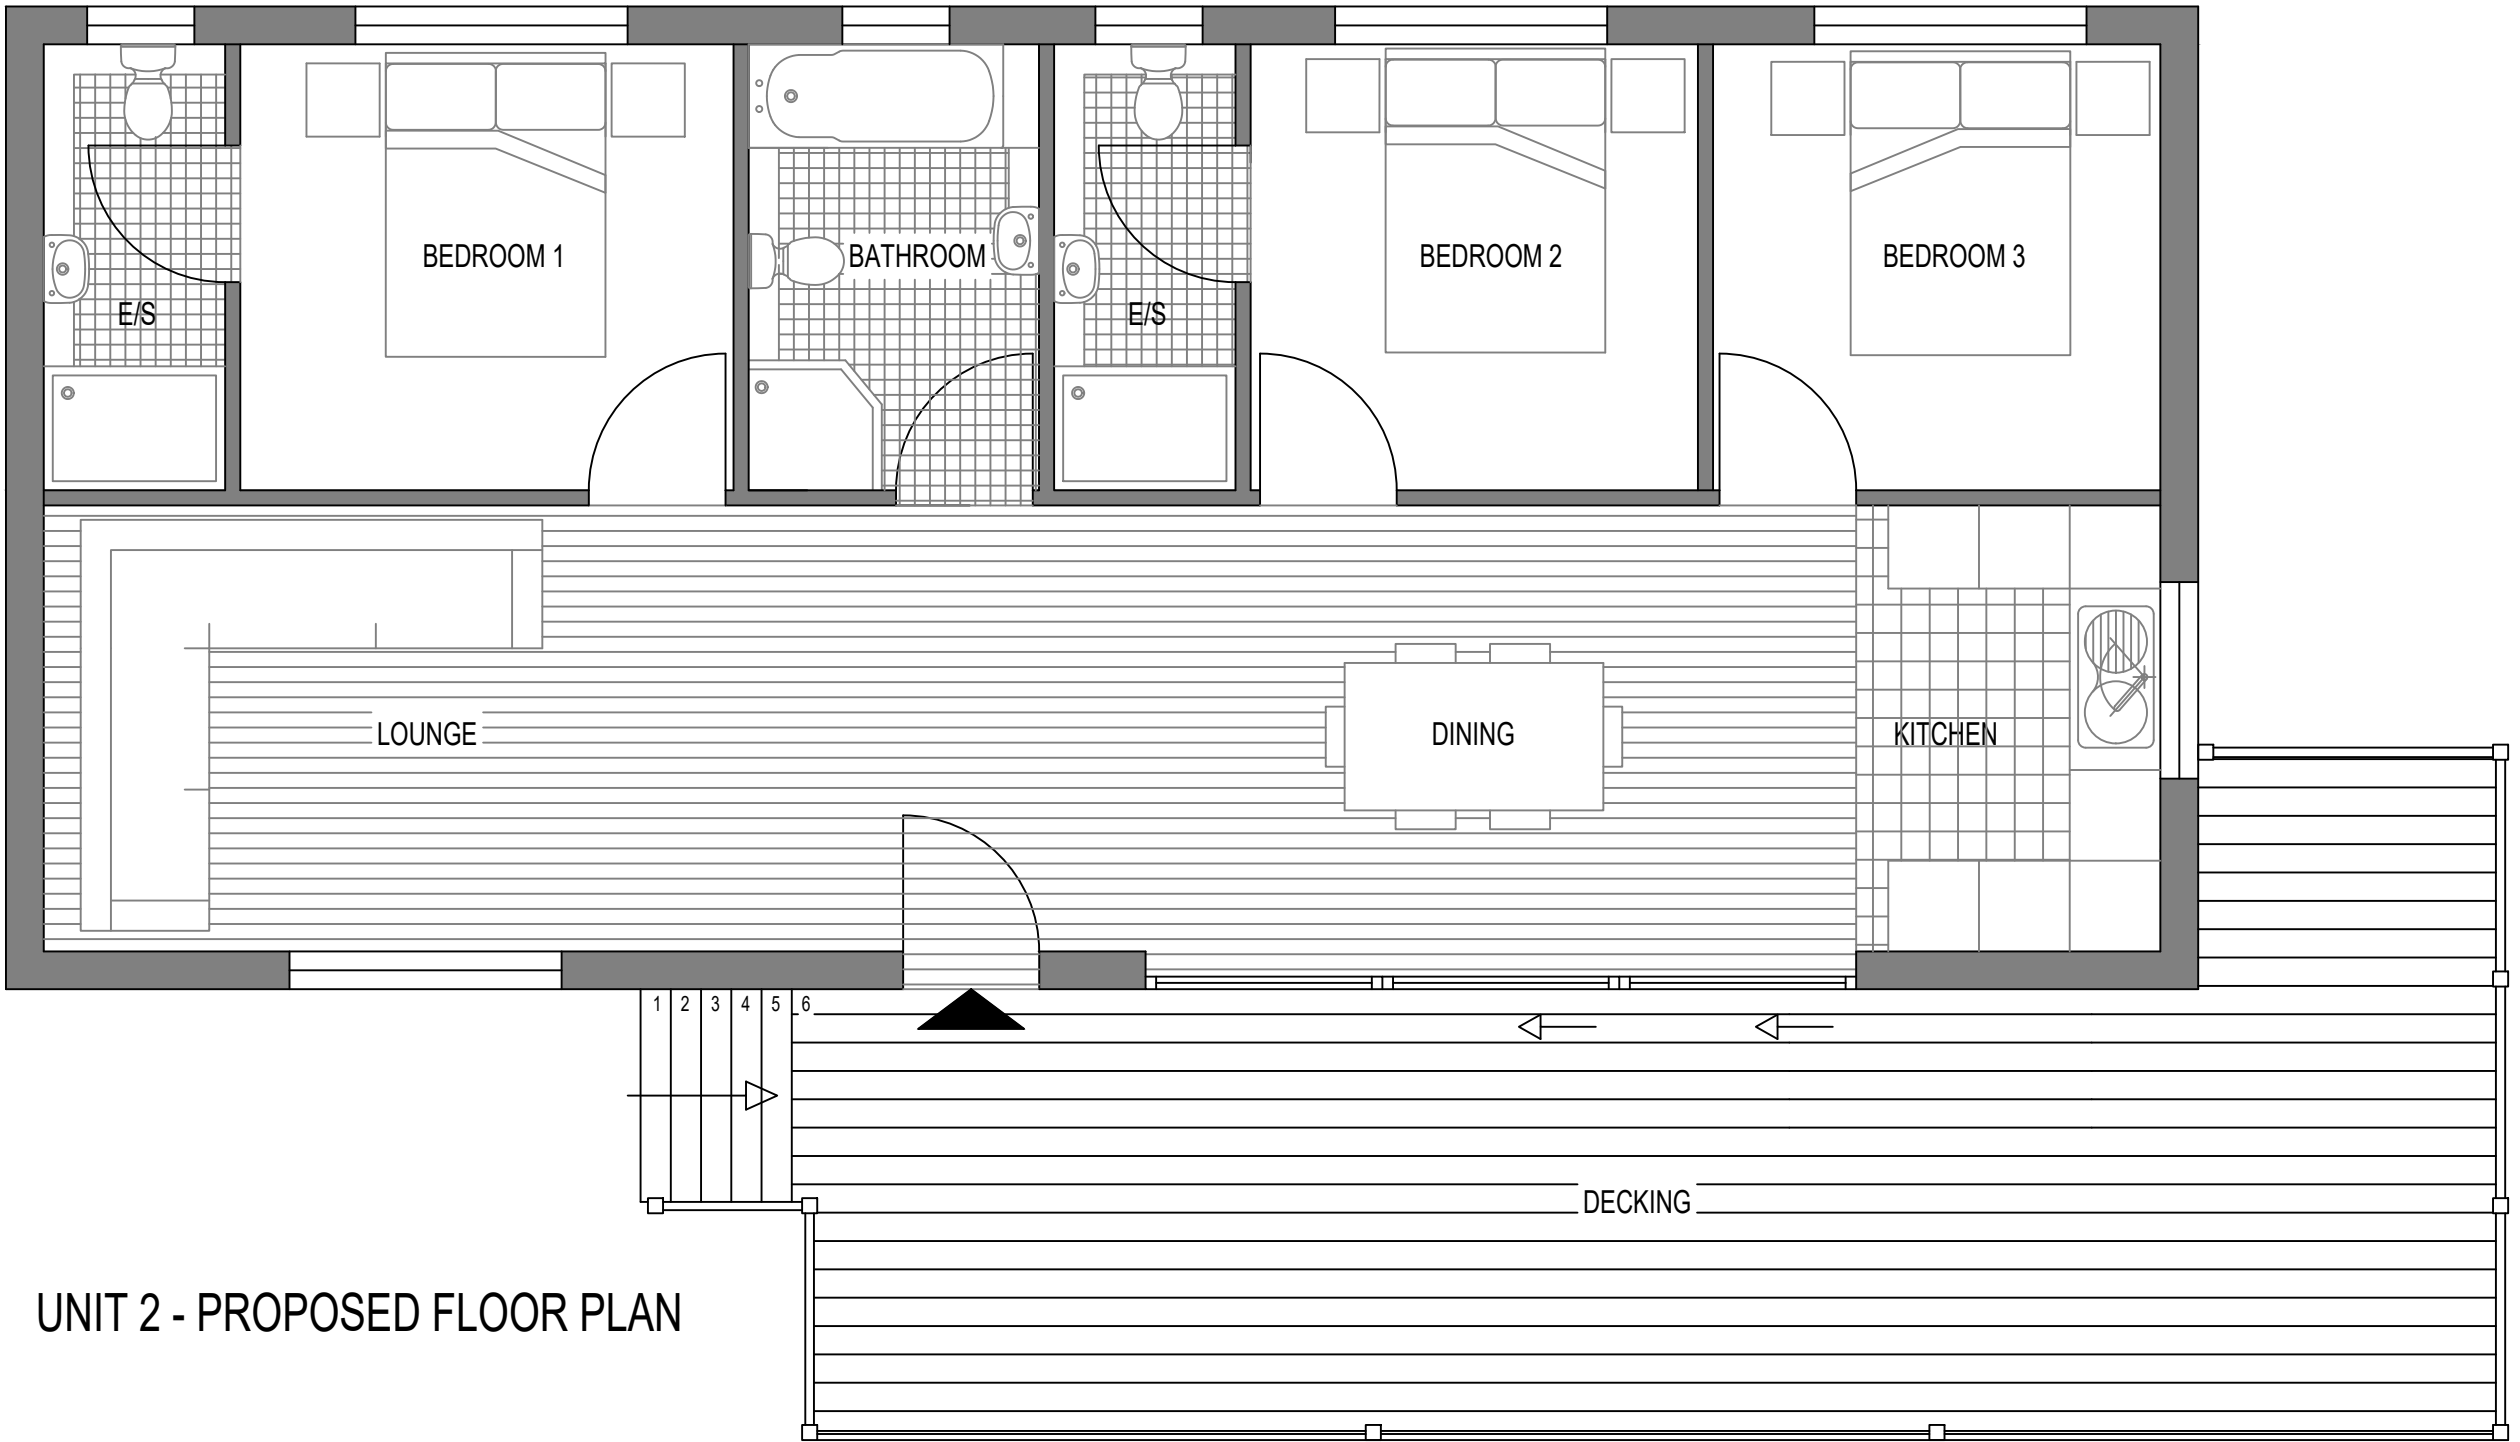 BEDROOM 1
BATHROOM
BEDROOM 2
BEDROOM 3
E/S
E/S
LOUNGE
DINING
KITCHEN
1 2 3 4 5 6
DECKING
UNIT 2 - PROPOSED FLOOR PLAN